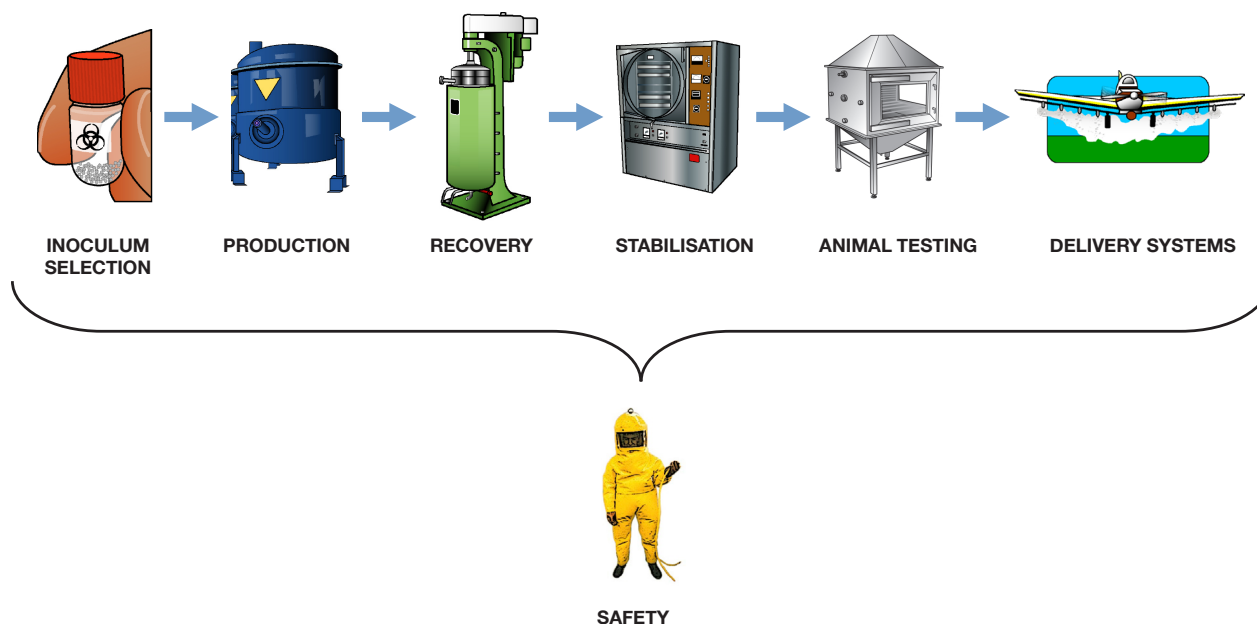 INOCULUM
SELECTION
PRODUCTION
RECOVERY
STABILISATION
ANIMAL TESTING
DELIVERY SYSTEMS
SAFETY